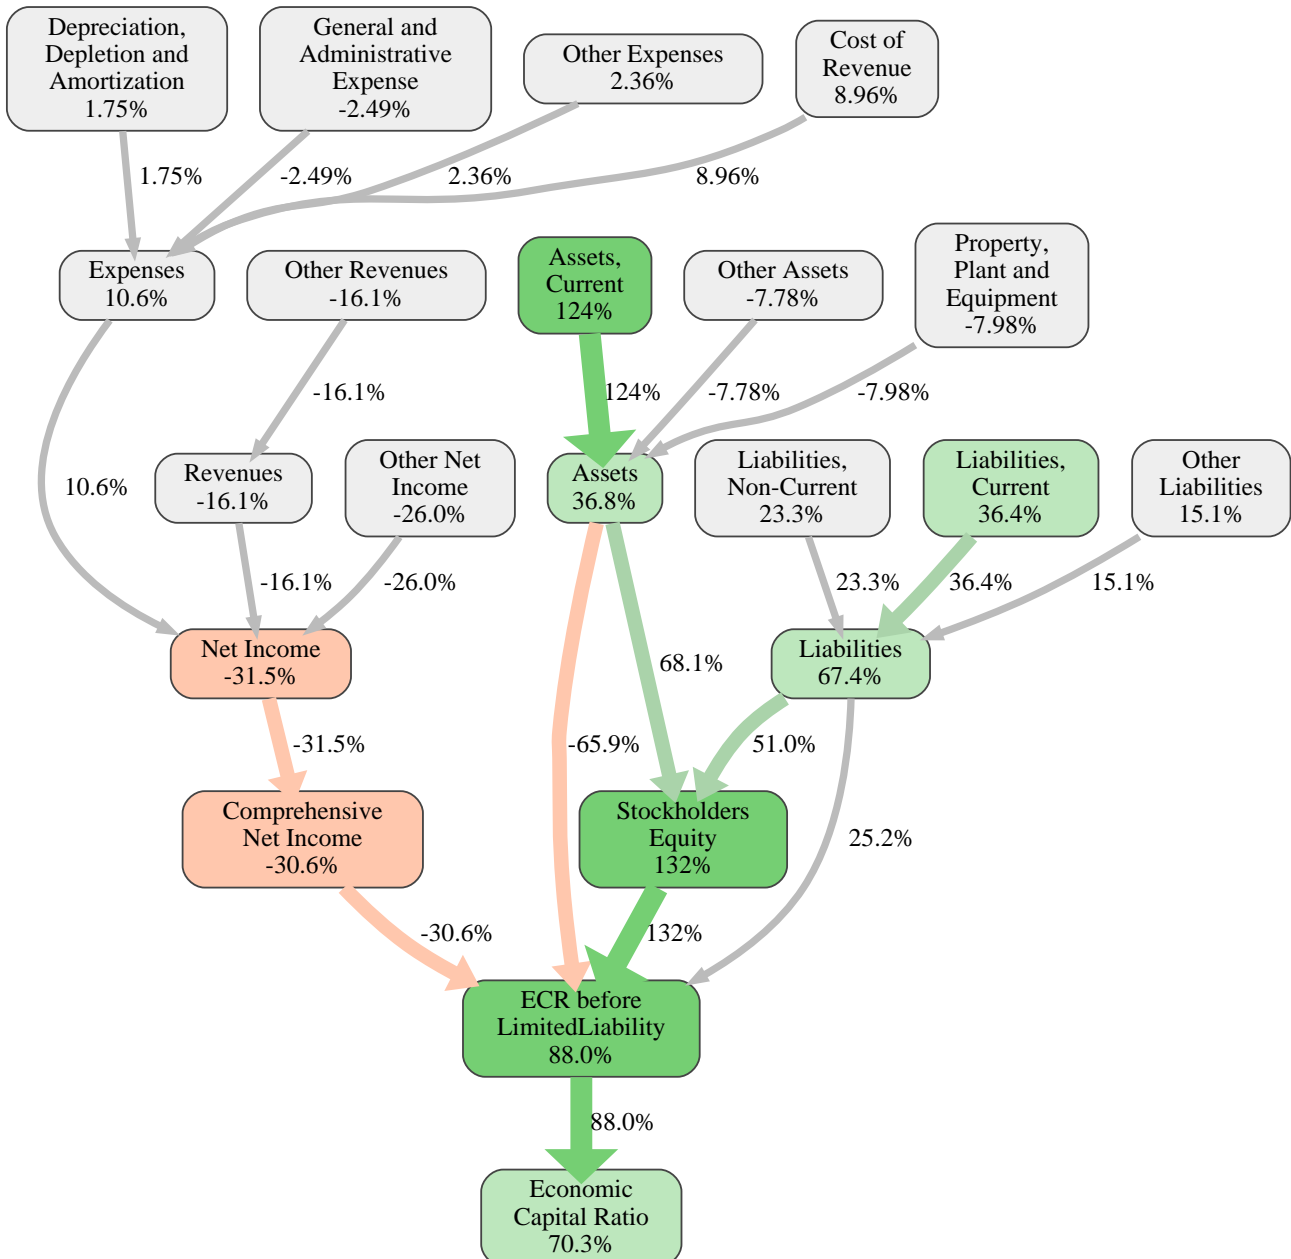 Depreciation,
Depletion and
Amortization
1.75%
General and
Administrative
Expense
-2.49%
Other Expenses
2.36%
Cost of
Revenue
8.96%
1.75%
-2.49%
2.36%
8.96%
Expenses
10.6%
Other Revenues
-16.1%
Assets,
Current
124%
Other Assets
-7.78%
Property,
Plant and
Equipment
-7.98%
-16.1%
124%
-7.78%
-7.98%
10.6%
Revenues
-16.1%
Other Net
Income
-26.0%
Assets
36.8%
Liabilities,
Non-Current
23.3%
Liabilities,
Current
36.4%
Other
Liabilities
15.1%
-16.1%
-26.0%
23.3%
36.4%
15.1%
Net Income
-31.5%
68.1%
Liabilities
67.4%
-31.5%
-65.9%
51.0%
Comprehensive
Net Income
-30.6%
Stockholders
Equity
132%
25.2%
-30.6%
132%
ECR before
LimitedLiability
88.0%
88.0%
Economic
Capital Ratio
70.3%